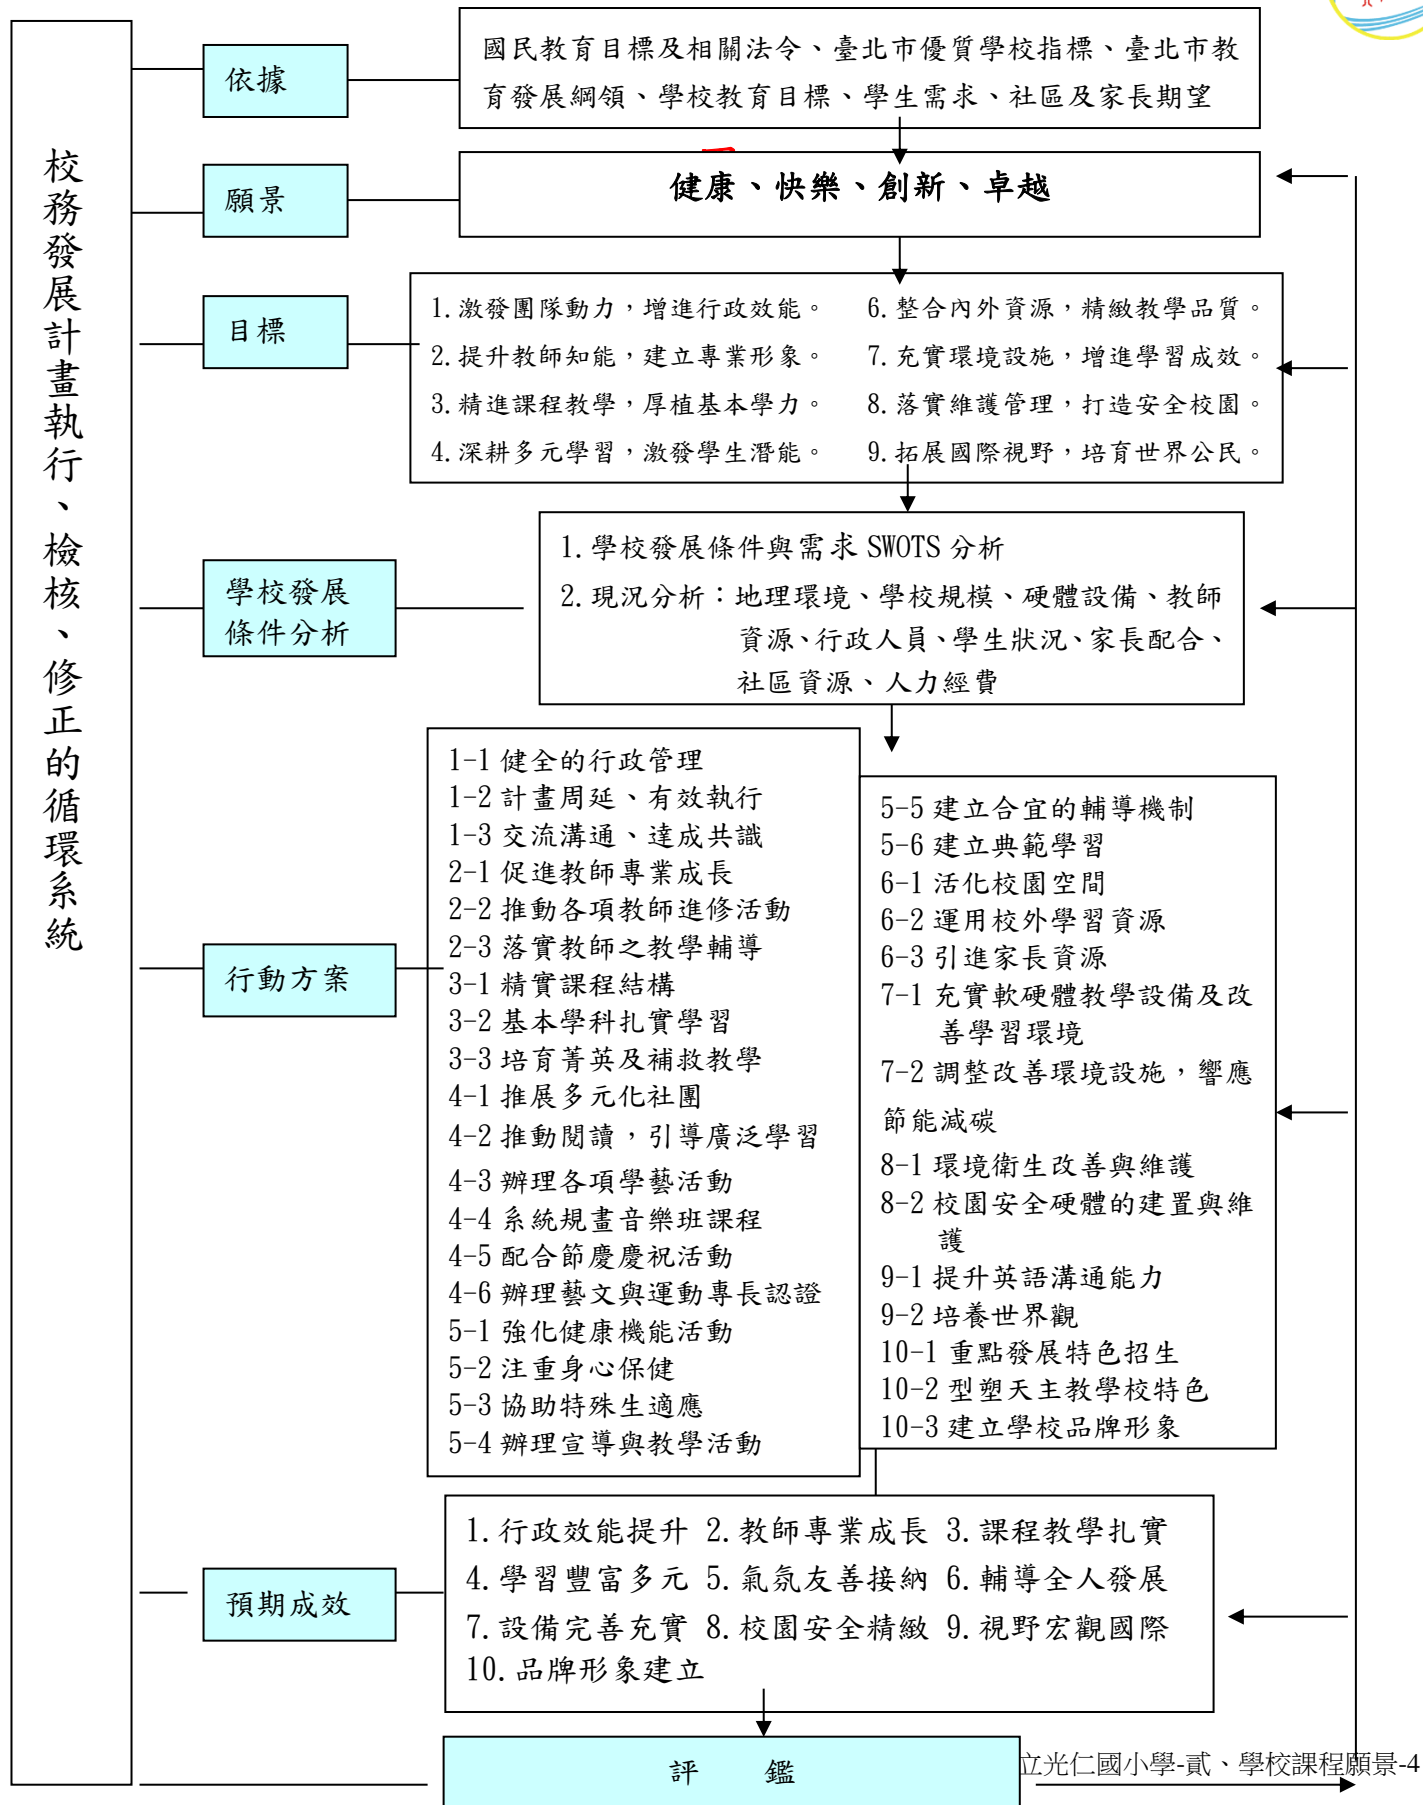 校務發展計畫執行、檢核、修正的循環系統
依據
國民教育目標及相關法令、臺北市優質學校指標、臺北市教
育發展綱領、學校教育目標、學生需求、社區及家長期望
願景
健康、快樂、創新、卓越
目標
1.激發團隊動力,增進行政效能。
2.提升教師知能,建立專業形象。
3.精進課程教學,厚植基本學力。
4.深耕多元學習,激發學生潛能。
6.整合內外資源,精緻教學品質。
7.充實環境設施,增進學習成效。
8.落實維護管理,打造安全校園。
9.拓展國際視野,培育世界公民。
學校發展
條件分析
1.學校發展條件與需求 SWOTS 分析
2.現況分析:地理環境、學校規模、硬體設備、教師
資源、行政人員、學生狀況、家長配合、
社區資源、人力經費
行動方案
1-1 健全的行政管理
1-2 計畫周延、有效執行
1-3 交流溝通、達成共識
2-1 促進教師專業成長
2-2 推動各項教師進修活動
2-3 落實教師之教學輔導
3-1 精實課程結構
3-2 基本學科扎實學習
3-3 培育菁英及補救教學
4-1 推展多元化社團
4-2 推動閱讀,引導廣泛學習
4-3 辦理各項學藝活動
4-4 系統規畫音樂班課程
4-5 配合節慶慶祝活動
4-6 辦理藝文與運動專長認證
5-1 強化健康機能活動
5-2 注重身心保健
5-3 協助特殊生適應
5-4 辦理宣導與教學活動
5-5 建立合宜的輔導機制
5-6 建立典範學習
6-1 活化校園空間
6-2 運用校外學習資源
6-3 引進家長資源
7-1 充實軟硬體教學設備及改
善學習環境
7-2 調整改善環境設施,響應
節能減碳
8-1 環境衛生改善與維護
8-2 校園安全硬體的建置與維
護
9-1 提升英語溝通能力
9-2 培養世界觀
10-1 重點發展特色招生
10-2 型塑天主教學校特色
10-3 建立學校品牌形象
預期成效
1.行政效能提升 2.教師專業成長 3.課程教學扎實
4.學習豐富多元 5.氣氛友善接納 6.輔導全人發展
7.設備完善充實 8.校園安全精緻 9.視野宏觀國際
10.品牌形象建立
評 鑑
立光仁國小學-貳、學校課程願景-4